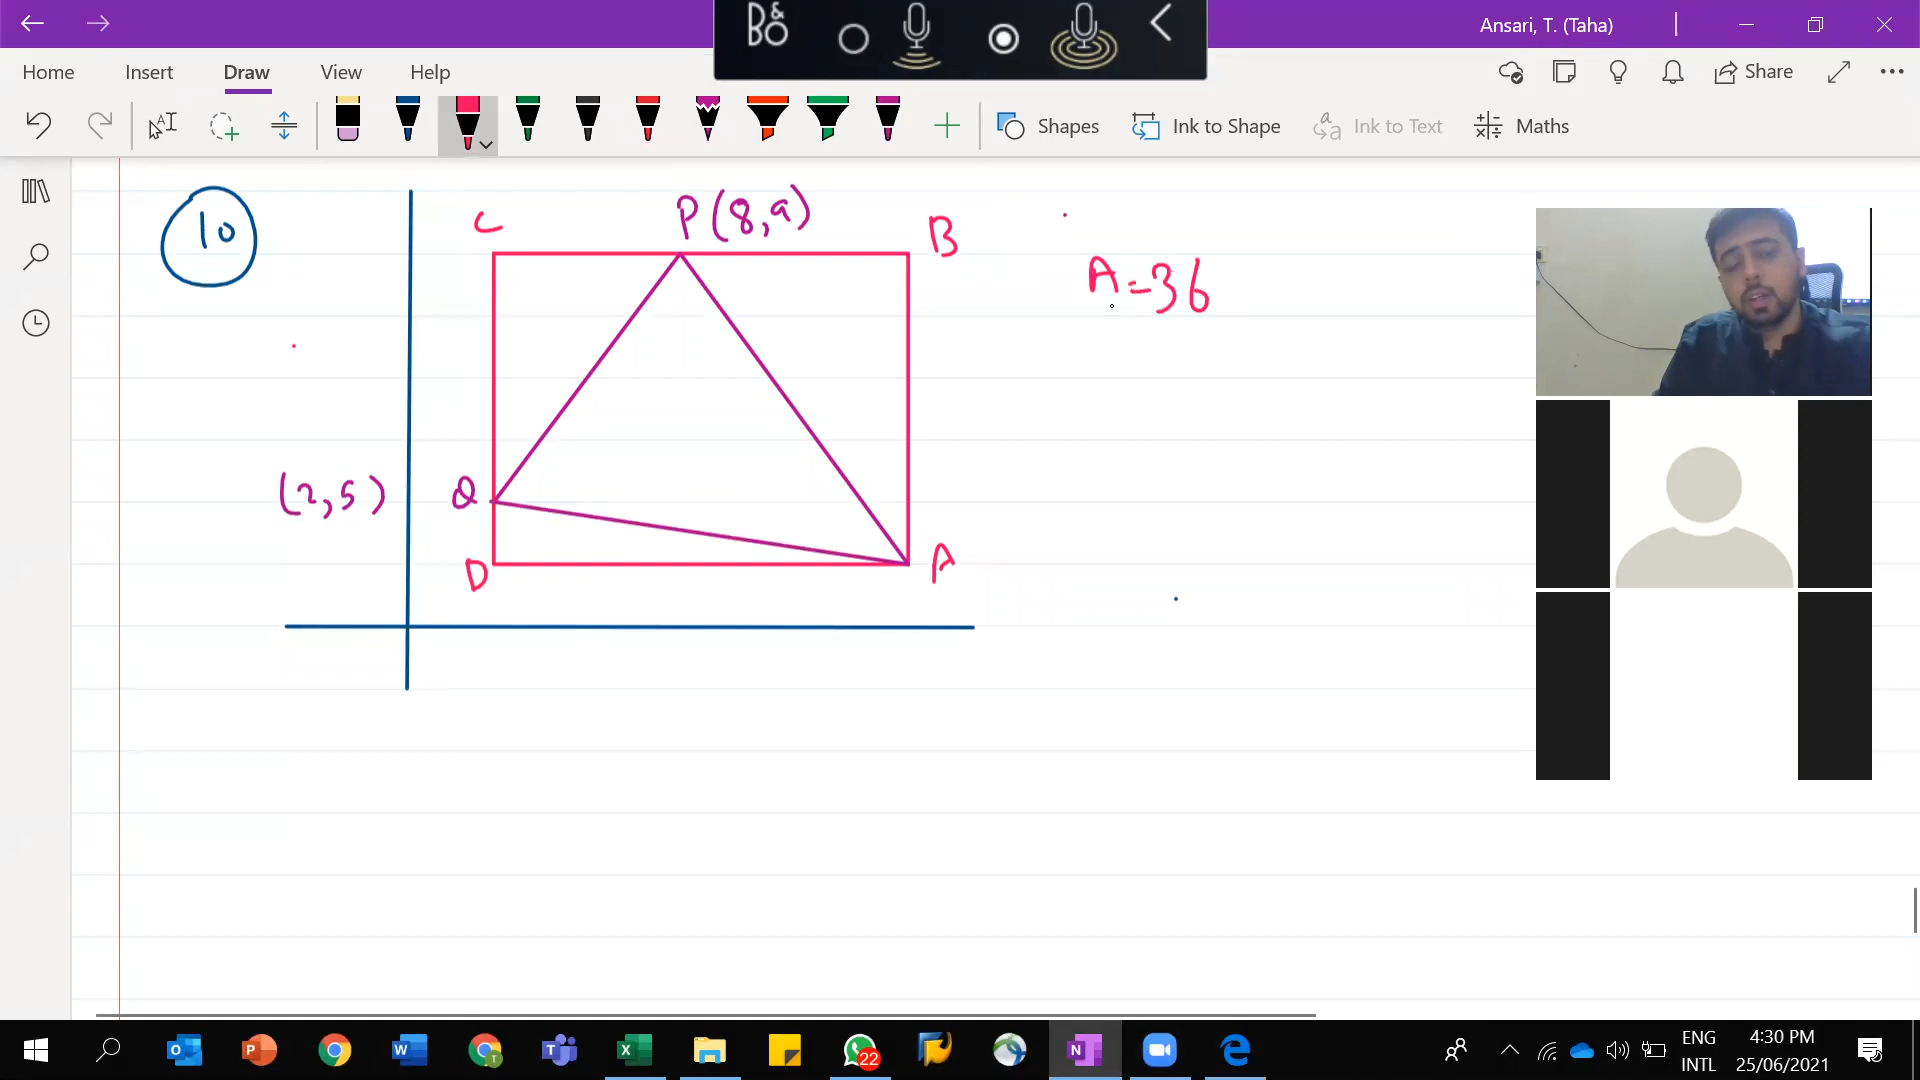 B&O
Ansari, T. (Taha)
Home Insert Draw View Help
Share
Shapes Ink to Shape Ink to Text Maths
10
C
P (8,9)
B
A = 36
(2,5)
Q
D
A
22
ENG
INTL
4:30 PM
25/06/2021